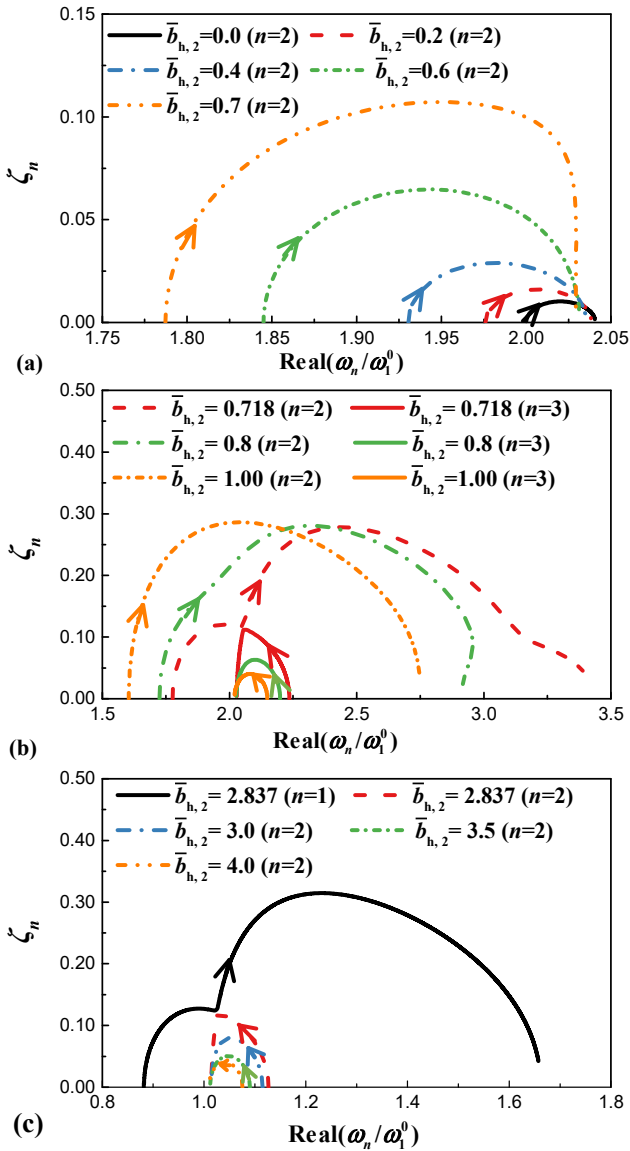 b̄h, 2=0.0 (n=2) b̄h, 2=0.2 (n=2)
b̄h, 2=0.4 (n=2) b̄h, 2=0.6 (n=2)
b̄h, 2=0.7 (n=2)
0.15
0.10
0.05
0.00
ζn
1.75 1.80 1.85 1.90 1.95 2.00 2.05
(a) Real(ωn/ω1⁰)
b̄h, 2= 0.718 (n=2) b̄h, 2= 0.718 (n=3)
b̄h, 2= 0.8 (n=2) b̄h, 2= 0.8 (n=3)
b̄h, 2= 1.00 (n=2) b̄h, 2=1.00 (n=3)
0.50
0.40
0.30
0.20
0.10
0.00
ζn
1.5 2.0 2.5 3.0 3.5
(b) Real(ωn/ω1⁰)
b̄h, 2= 2.837 (n=1) b̄h, 2= 2.837 (n=2)
b̄h, 2= 3.0 (n=2) b̄h, 2= 3.5 (n=2)
b̄h, 2= 4.0 (n=2)
0.50
0.40
0.30
0.20
0.10
0.00
ζn
0.8 1.0 1.2 1.4 1.6 1.8
(c) Real(ωn/ω1⁰)